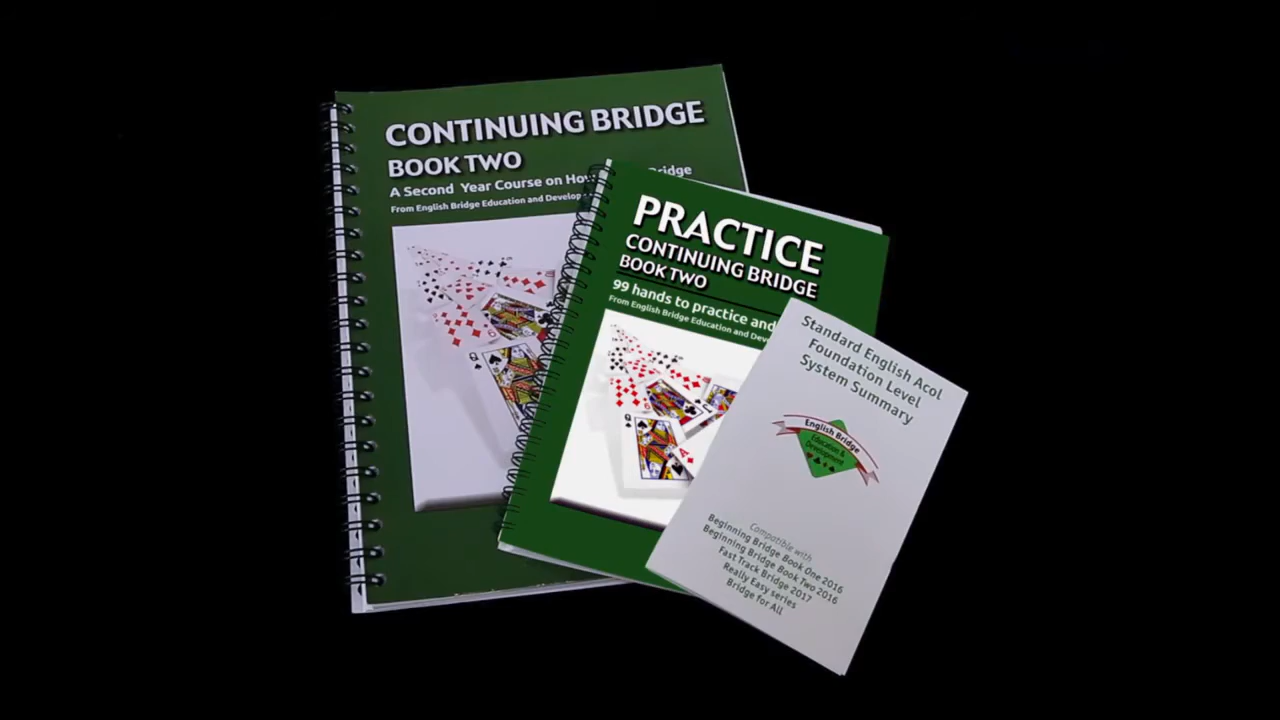 CONTINUING BRIDGE
BOOK TWO
A Second Year Course on How Bridge
From English Bridge Education and
PRACTICE
CONTINUING BRIDGE
BOOK TWO
99 hands to practice and
From English Bridge Education and
Standard English Acol
Foundation Level
System Summary
English Bridge
Education &
Development
Compatible with
Beginning Bridge Book One 2016
Beginning Bridge Book Two 2016
Fast Track Bridge 2017
Really Easy series
Bridge for All